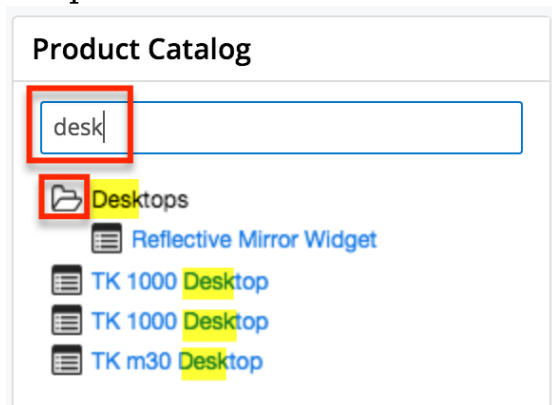 Product Catalog
desk
Desktops
Reflective Mirror Widget
TK 1000 Desktop
TK 1000 Desktop
TK m30 Desktop